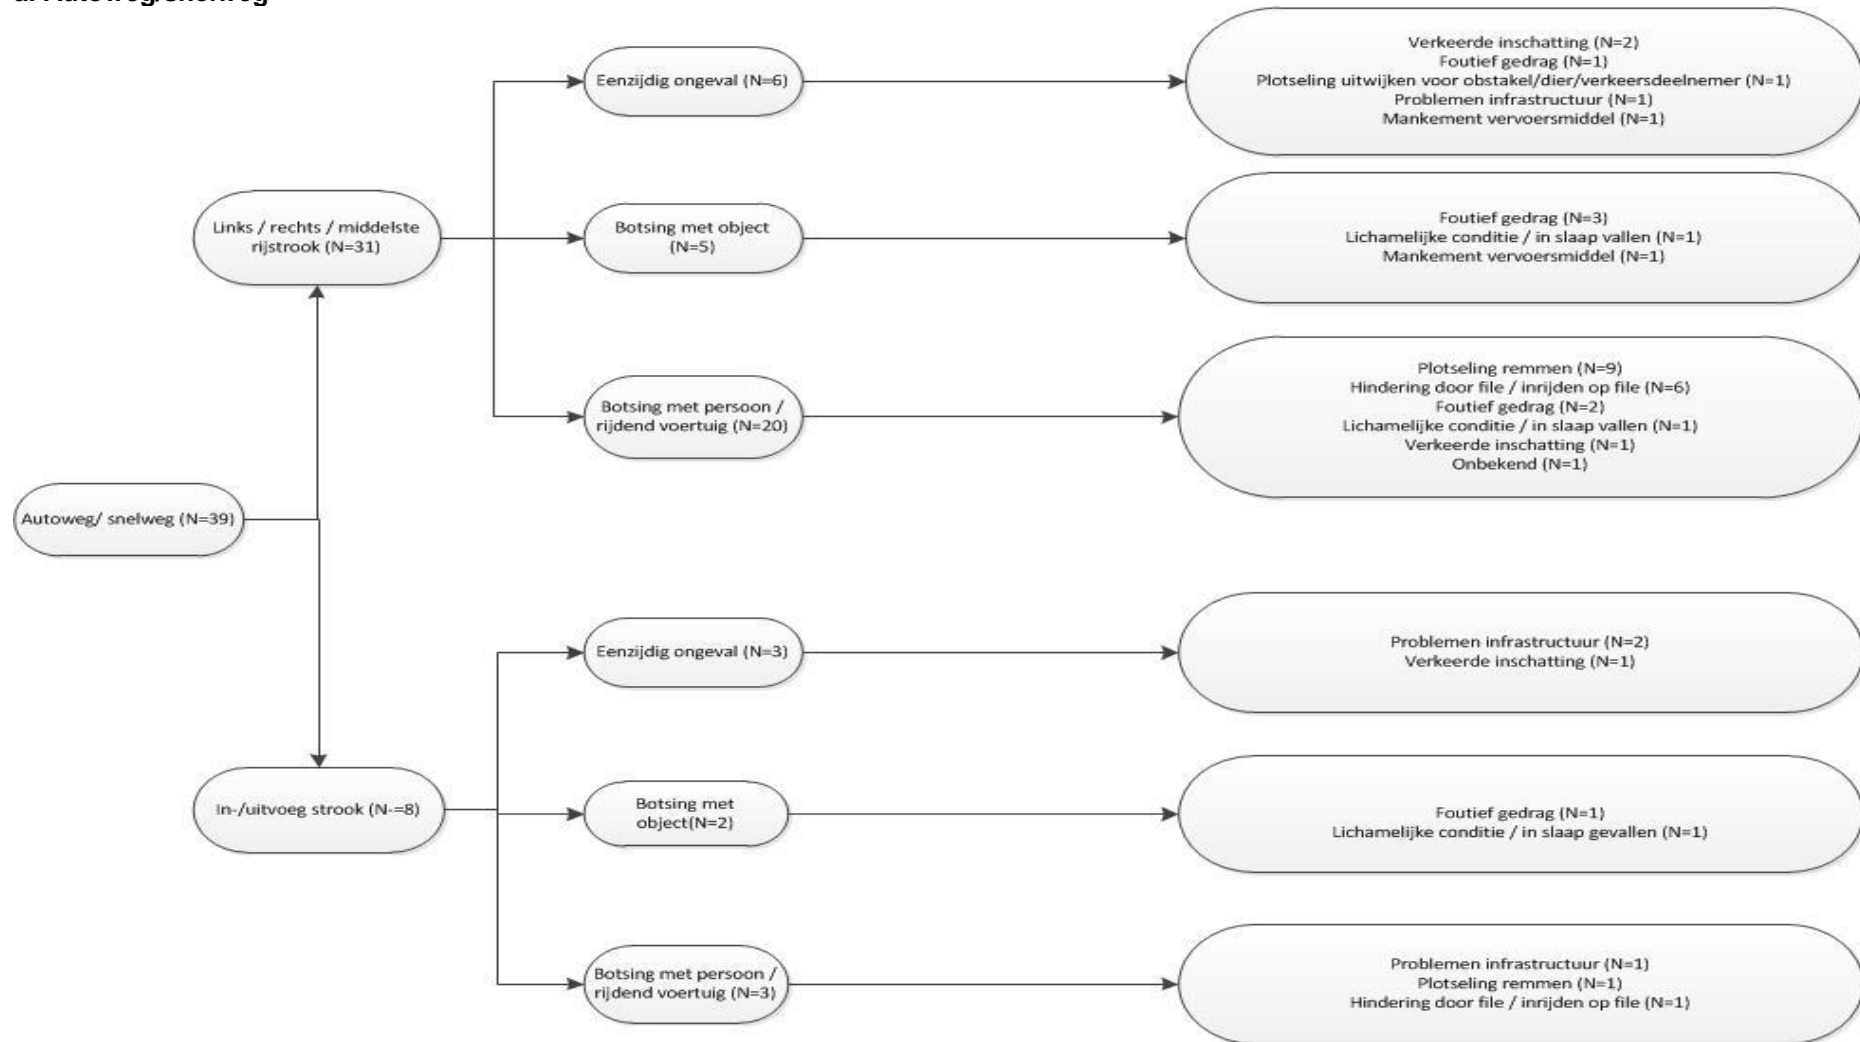 a. Autoweg/snelweg
Eenzijdig ongeval (N=6)
Verkeerde inschatting (N=2)
Foutief gedrag (N=1)
Plotseling uitwijken voor obstakel/dier/verkeersdeelnemer (N=1)
Problemen infrastructuur (N=1)
Mankement vervoersmiddel (N=1)
Links / rechts / middelste
rijstrook (N=31)
Botsing met object
(N=5)
Foutief gedrag (N=3)
Lichamelijke conditie / in slaap vallen (N=1)
Mankement vervoersmiddel (N=1)
Botsing met persoon /
rijdend voertuig (N=20)
Plotseling remmen (N=9)
Hindering door file / inrijden op file (N=6)
Foutief gedrag (N=2)
Lichamelijke conditie / in slaap vallen (N=1)
Verkeerde inschatting (N=1)
Onbekend (N=1)
Autoweg/ snelweg (N=39)
Eenzijdig ongeval (N=3)
Problemen infrastructuur (N=2)
Verkeerde inschatting (N=1)
In-/uitvoeg strook (N-=8)
Botsing met
object(N=2)
Foutief gedrag (N=1)
Lichamelijke conditie / in slaap gevallen (N=1)
Botsing met persoon /
rijdend voertuig (N=3)
Problemen infrastructuur (N=1)
Plotseling remmen (N=1)
Hindering door file / inrijden op file (N=1)